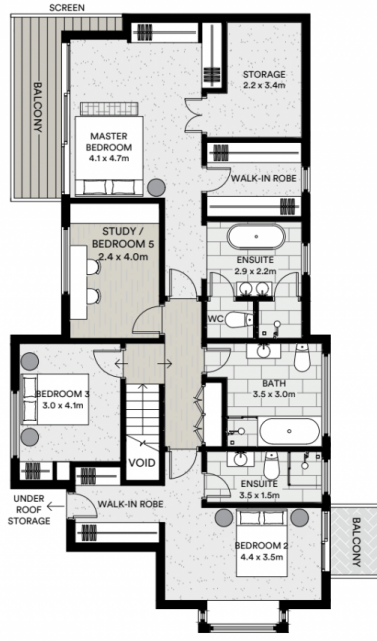 SCREEN
BALCONY
STORAGE
2.2 x 3.4m
MASTER
BEDROOM
4.1 x 4.7m
WALK-IN ROBE
STUDY /
BEDROOM 5
2.4 x 4.0m
ENSUITE
2.9 x 2.2m
WC
BEDROOM 3
3.0 x 4.1m
BATH
3.5 x 3.0m
VOID
ENSUITE
3.5 x 1.5m
UNDER
ROOF
STORAGE
WALK-IN ROBE
BEDROOM 2
4.4 x 3.5m
BALCONY